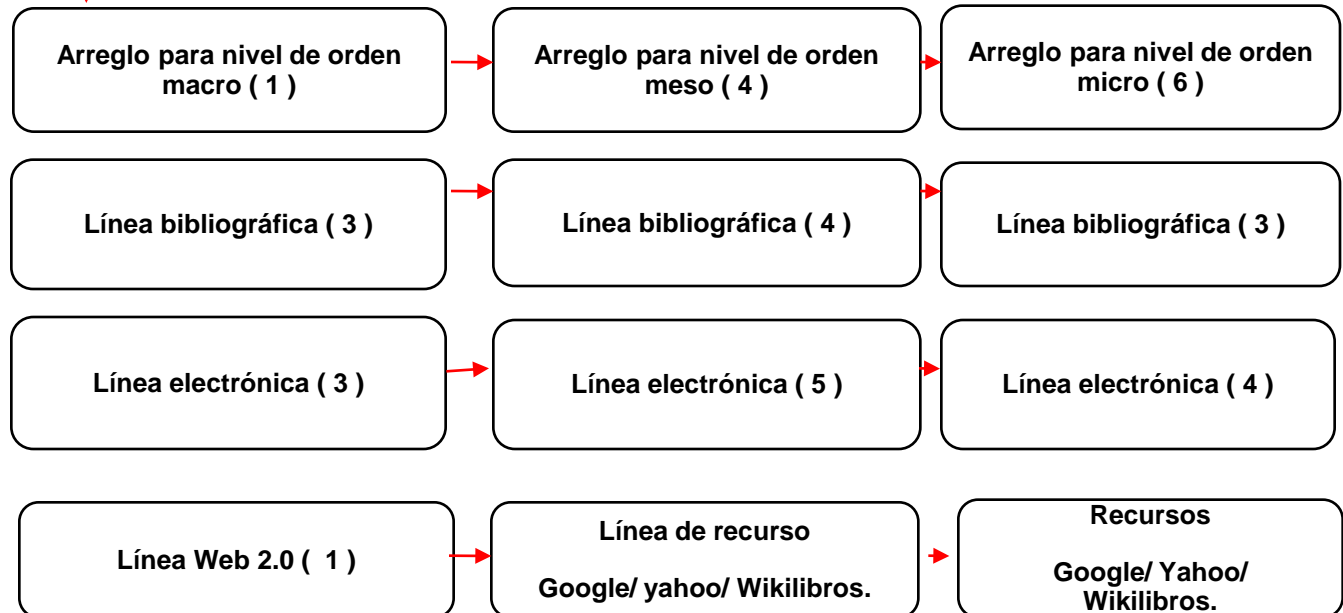 Arreglo para nivel de orden
macro ( 1 )
Arreglo para nivel de orden
meso ( 4 )
Arreglo para nivel de orden
micro ( 6 )
Línea bibliográfica ( 3 )
Línea bibliográfica ( 4 )
Línea bibliográfica ( 3 )
Línea electrónica ( 3 )
Línea electrónica ( 5 )
Línea electrónica ( 4 )
Línea Web 2.0 ( 1 )
Línea de recurso
Google/ yahoo/ Wikilibros.
Recursos
Google/ Yahoo/
Wikilibros.